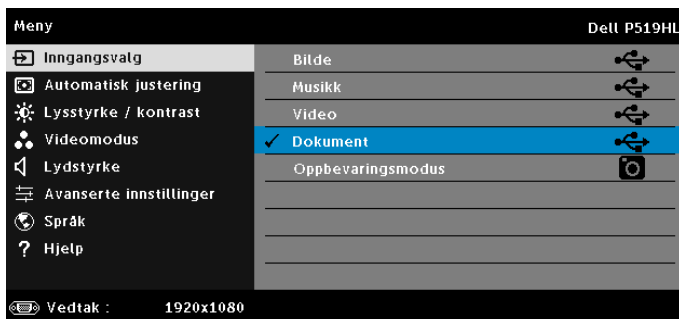 Meny Dell P519HL
Inngangsvalg
Automatisk justering
Lysstyrke / kontrast
Videomodus
Lydstyrke
Avanserte innstillinger
Språk
? Hjelp
Bilde
Musikk
Video
✓ Dokument
Oppbevaringsmodus
Vedtak : 1920x1080